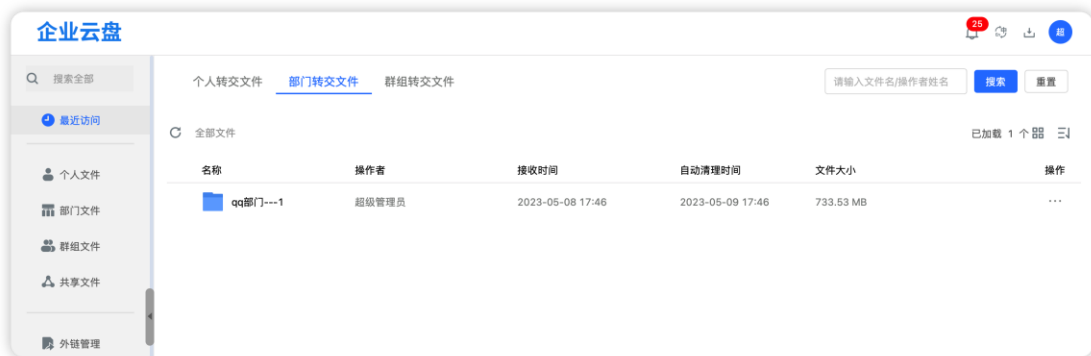 企业云盘
25
超
搜索全部
个人转交文件 部门转交文件 群组转交文件
请输入文件名/操作者姓名 搜索 重置
最近访问
全部文件
已加载 1 个
名称 操作者 接收时间 自动清理时间 文件大小 操作
qq部门---1 超级管理员 2023-05-08 17:46 2023-05-09 17:46 733.53 MB ...
个人文件
部门文件
群组文件
共享文件
外链管理